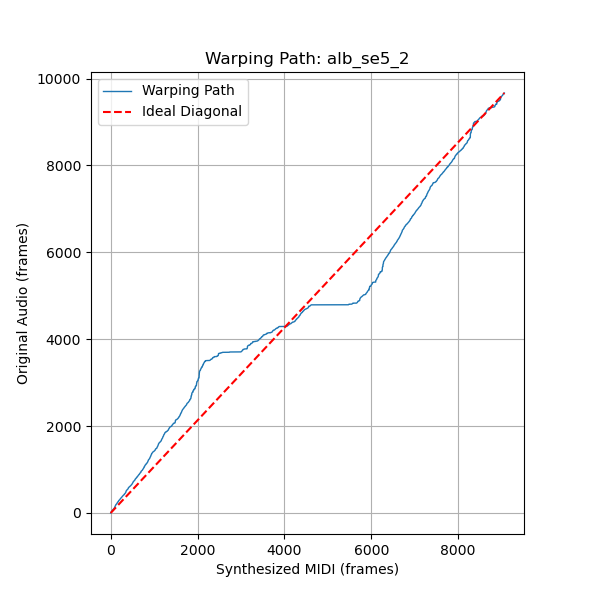 Warping Path: alb_se5_2
Warping Path
Ideal Diagonal
Original Audio (frames)
10000
8000
6000
4000
2000
0
0 2000 4000 6000 8000
Synthesized MIDI (frames)